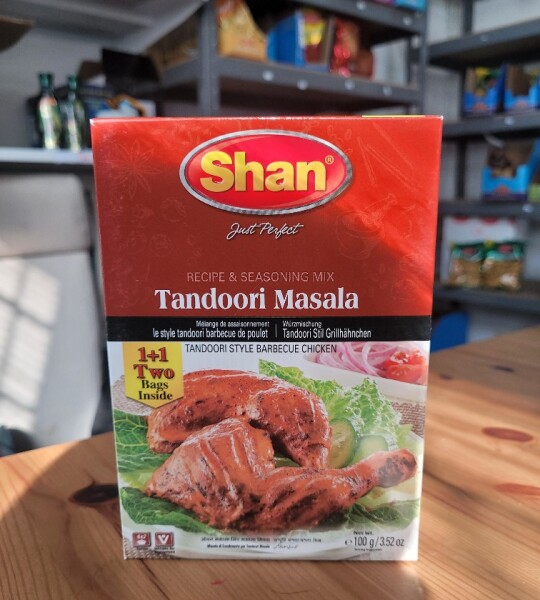 Shan®
Just Perfect
RECIPE & SEASONING MIX
Tandoori Masala
Mélange de assaisonnement
le style tandoori barbecue de poulet
Würzmischung
Tandoori Stil Grillhähnchen
TANDOORI STYLE BARBECUE CHICKEN
1+1
Two
Bags
Inside
e 100 g / 3.52 oz